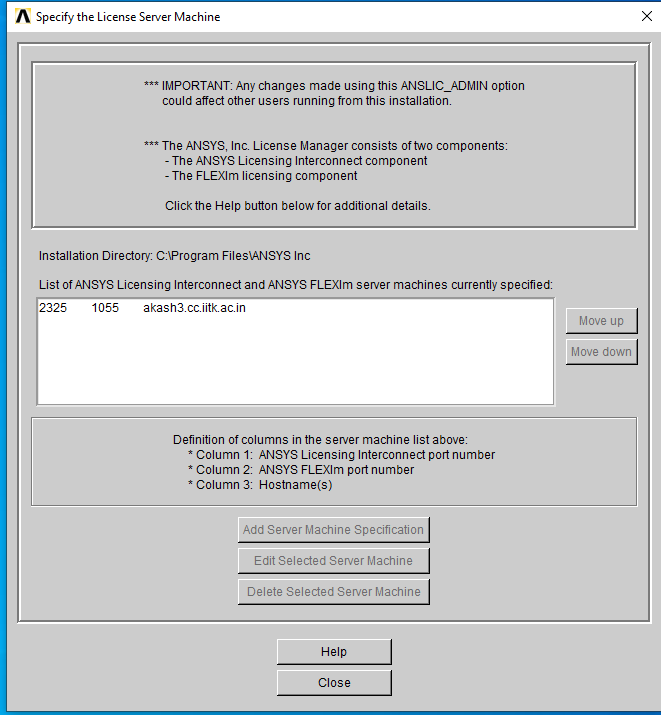 Specify the License Server Machine
*** IMPORTANT: Any changes made using this ANSLIC_ADMIN option
could affect other users running from this installation.
*** The ANSYS, Inc. License Manager consists of two components:
- The ANSYS Licensing Interconnect component
- The FLEXlm licensing component
Click the Help button below for additional details.
Installation Directory: C:\Program Files\ANSYS Inc
List of ANSYS Licensing Interconnect and ANSYS FLEXlm server machines currently specified:
2325 1055 akash3.cc.iitk.ac.in
Move up
Move down
Definition of columns in the server machine list above:
* Column 1: ANSYS Licensing Interconnect port number
* Column 2: ANSYS FLEXlm port number
* Column 3: Hostname(s)
Add Server Machine Specification
Edit Selected Server Machine
Delete Selected Server Machine
Help
Close